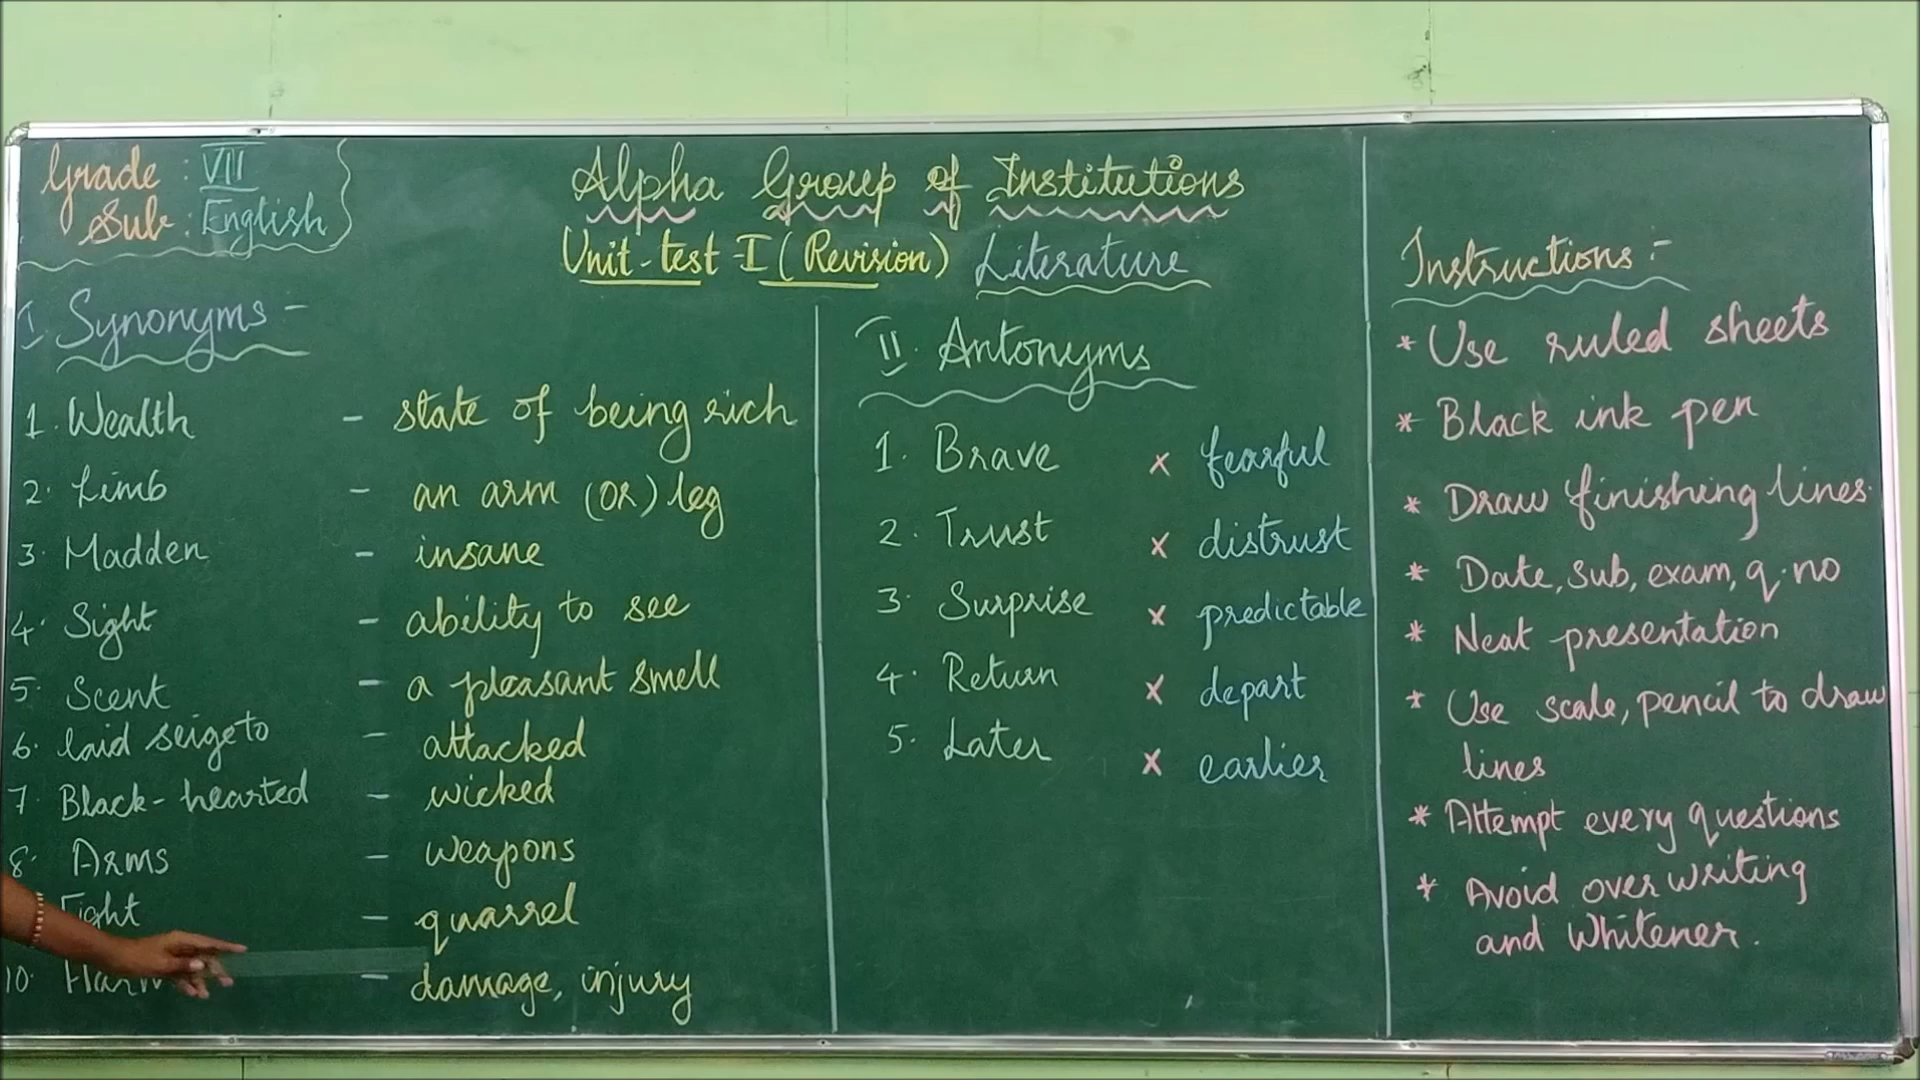 Grade : VII
Sub : English
Alpha Group of Institutions
Unit-test-I (Revision) Literature
I. Synonyms -
1. Wealth - state of being rich
2. Limb - an arm (OR) leg
3. Madden - insane
4. Sight - ability to see
5. Scent - a pleasant smell
6. laid seige to - attacked
7. Black-hearted - wicked
8. Arms - weapons
Fight - quarrel
10. Harm - damage, injury
II. Antonyms
1. Brave × fearful
2. Trust × distrust
3. Surprise × predictable
4. Return × depart
5. Later × earlier
Instructions :-
* Use ruled sheets
* Black ink pen
* Draw finishing lines.
* Date, sub, exam, q.no
* Neat presentation
* Use scale, pencil to draw
lines
* Attempt every questions
* Avoid over writing
and Whitener.